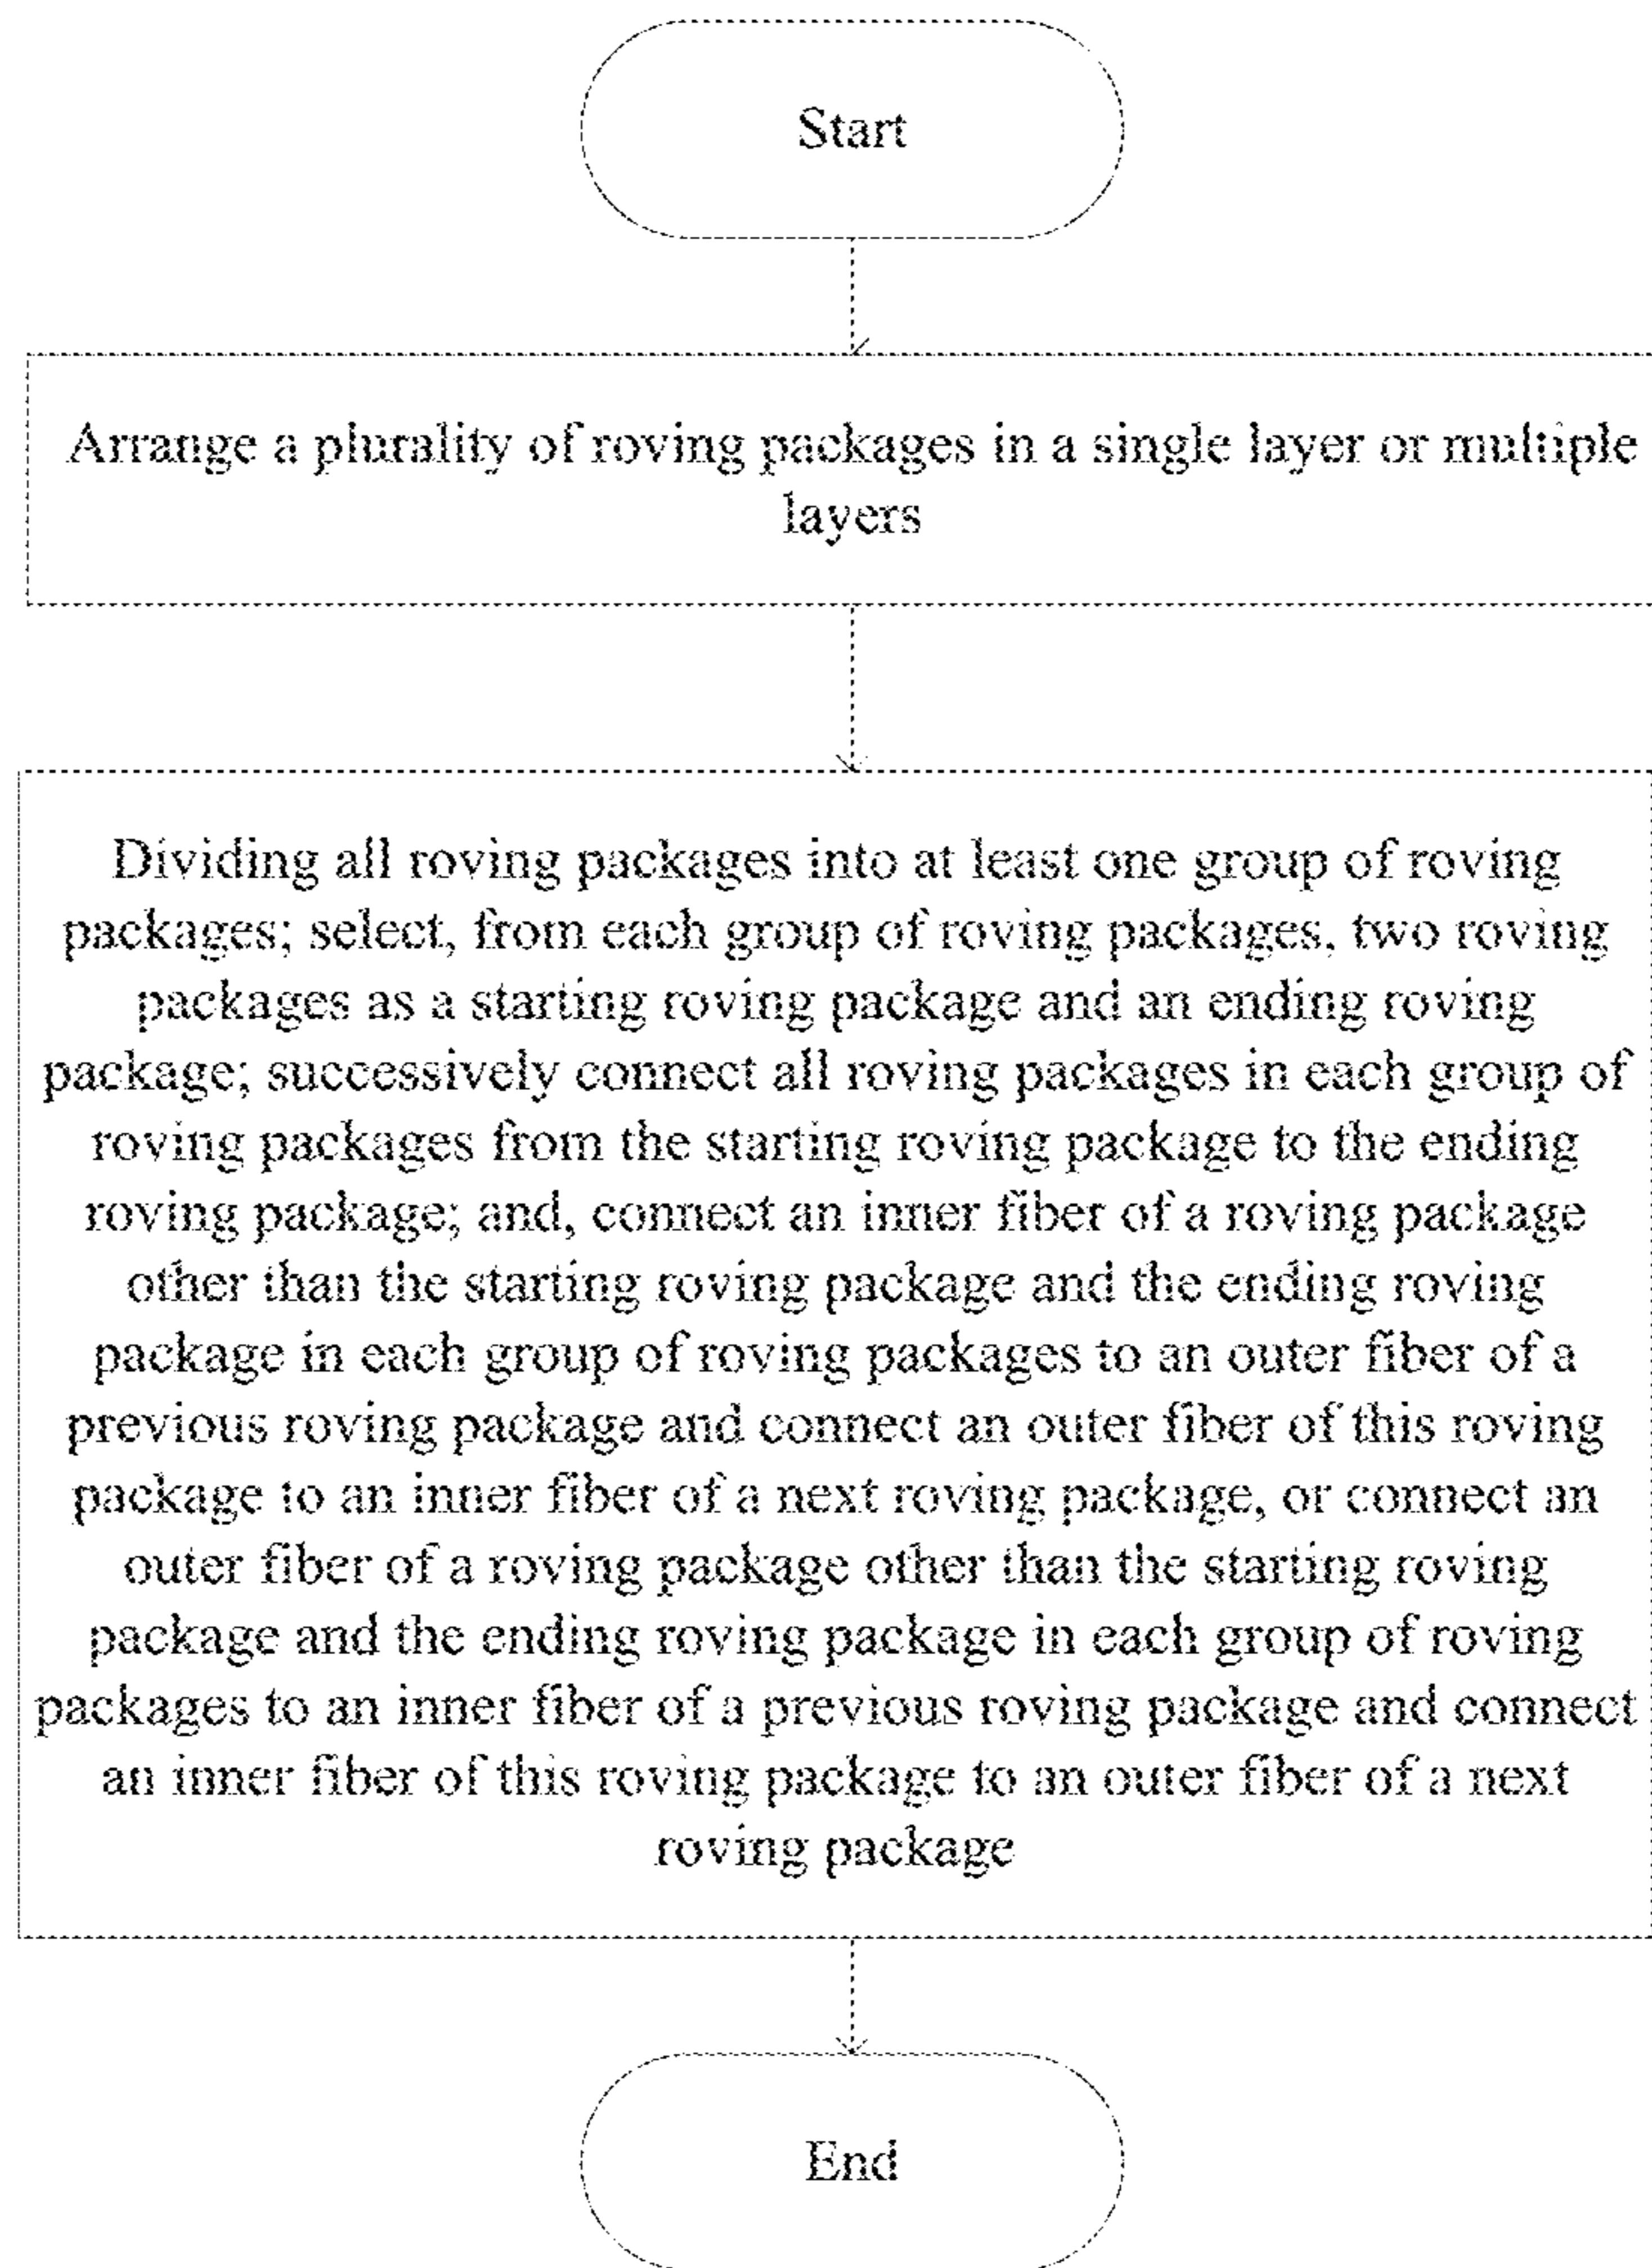 Start
Arrange a plurality of roving packages in a single layer or multiple
layers
Dividing all roving packages into at least one group of roving
packages; select, from each group of roving packages, two roving
packages as a starting roving package and an ending roving
package; successively connect all roving packages in each group of
roving packages from the starting roving package to the ending
roving package; and, connect an inner fiber of a roving package
other than the starting roving package and the ending roving
package in each group of roving packages to an outer fiber of a
previous roving package and connect an outer fiber of this roving
package to an inner fiber of a next roving package, or connect an
outer fiber of a roving package other than the starting roving
package and the ending roving package in each group of roving
packages to an inner fiber of a previous roving package and connect
an inner fiber of this roving package to an outer fiber of a next
roving package
End